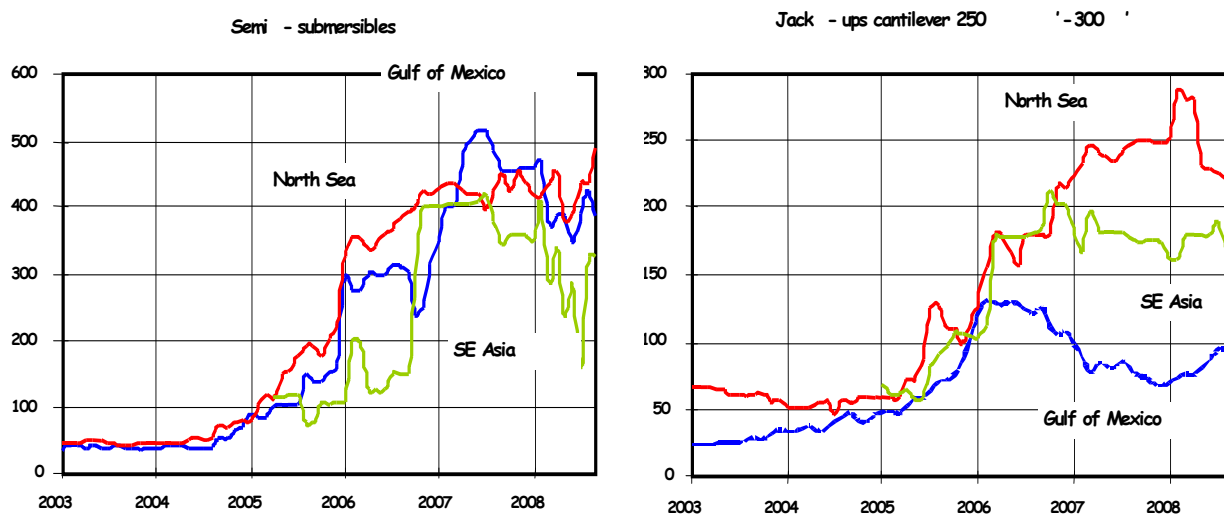 Semi - submersibles
Gulf of Mexico
600
500
North Sea
400
300
SE Asia
200
100
0
2003 2004 2005 2006 2007 2008
Jack - ups cantilever 250 ' - 300 '
300
North Sea
250
200
150
SE Asia
100
Gulf of Mexico
50
0
2003 2004 2005 2006 2007 2008